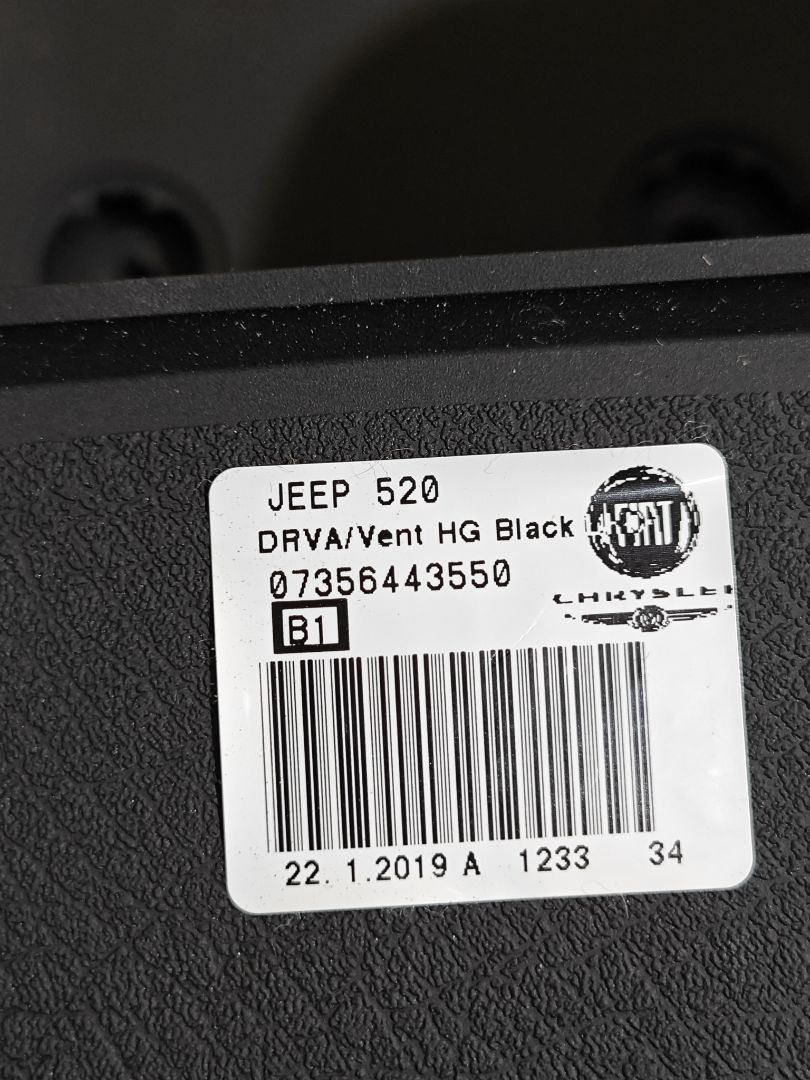 JEEP 520
DRVA/Vent HG Black
FIAT
07356443550
CHRYSLER
B1
22. 1.2019 A 1233 34